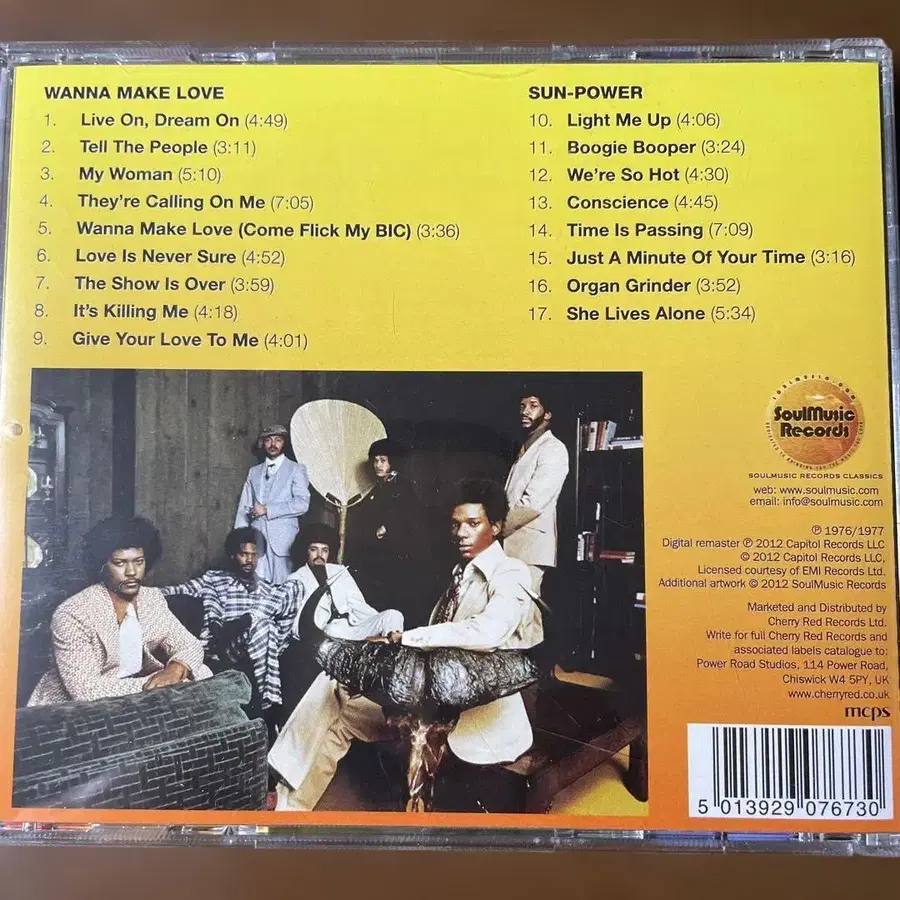 WANNA MAKE LOVE
1. Live On, Dream On (4:49)
2. Tell The People (3:11)
3. My Woman (5:10)
4. They're Calling On Me (7:05)
5. Wanna Make Love (Come Flick My BIC) (3:36)
6. Love Is Never Sure (4:52)
7. The Show Is Over (3:59)
8. It's Killing Me (4:18)
9. Give Your Love To Me (4:01)
SUN-POWER
10. Light Me Up (4:06)
11. Boogie Booper (3:24)
12. We're So Hot (4:30)
13. Conscience (4:45)
14. Time Is Passing (7:09)
15. Just A Minute Of Your Time (3:16)
16. Organ Grinder (3:52)
17. She Lives Alone (5:34)
SoulMusic
Records
SOULMUSIC RECORDS CLASSICS
web: www.soulmusic.com
email: info@soulmusic.com
℗ 1976/1977
Digital remaster ℗ 2012 Capitol Records LLC
© 2012 Capitol Records LLC,
Licensed courtesy of EMI Records Ltd.
Additional artwork © 2012 SoulMusic Records
Marketed and Distributed by
Cherry Red Records Ltd.
Write for full Cherry Red Records and
associated labels catalogue to:
Power Road Studios, 114 Power Road,
Chiswick W4 5PY, UK
www.cherryred.co.uk
mcps
5 013929 076730